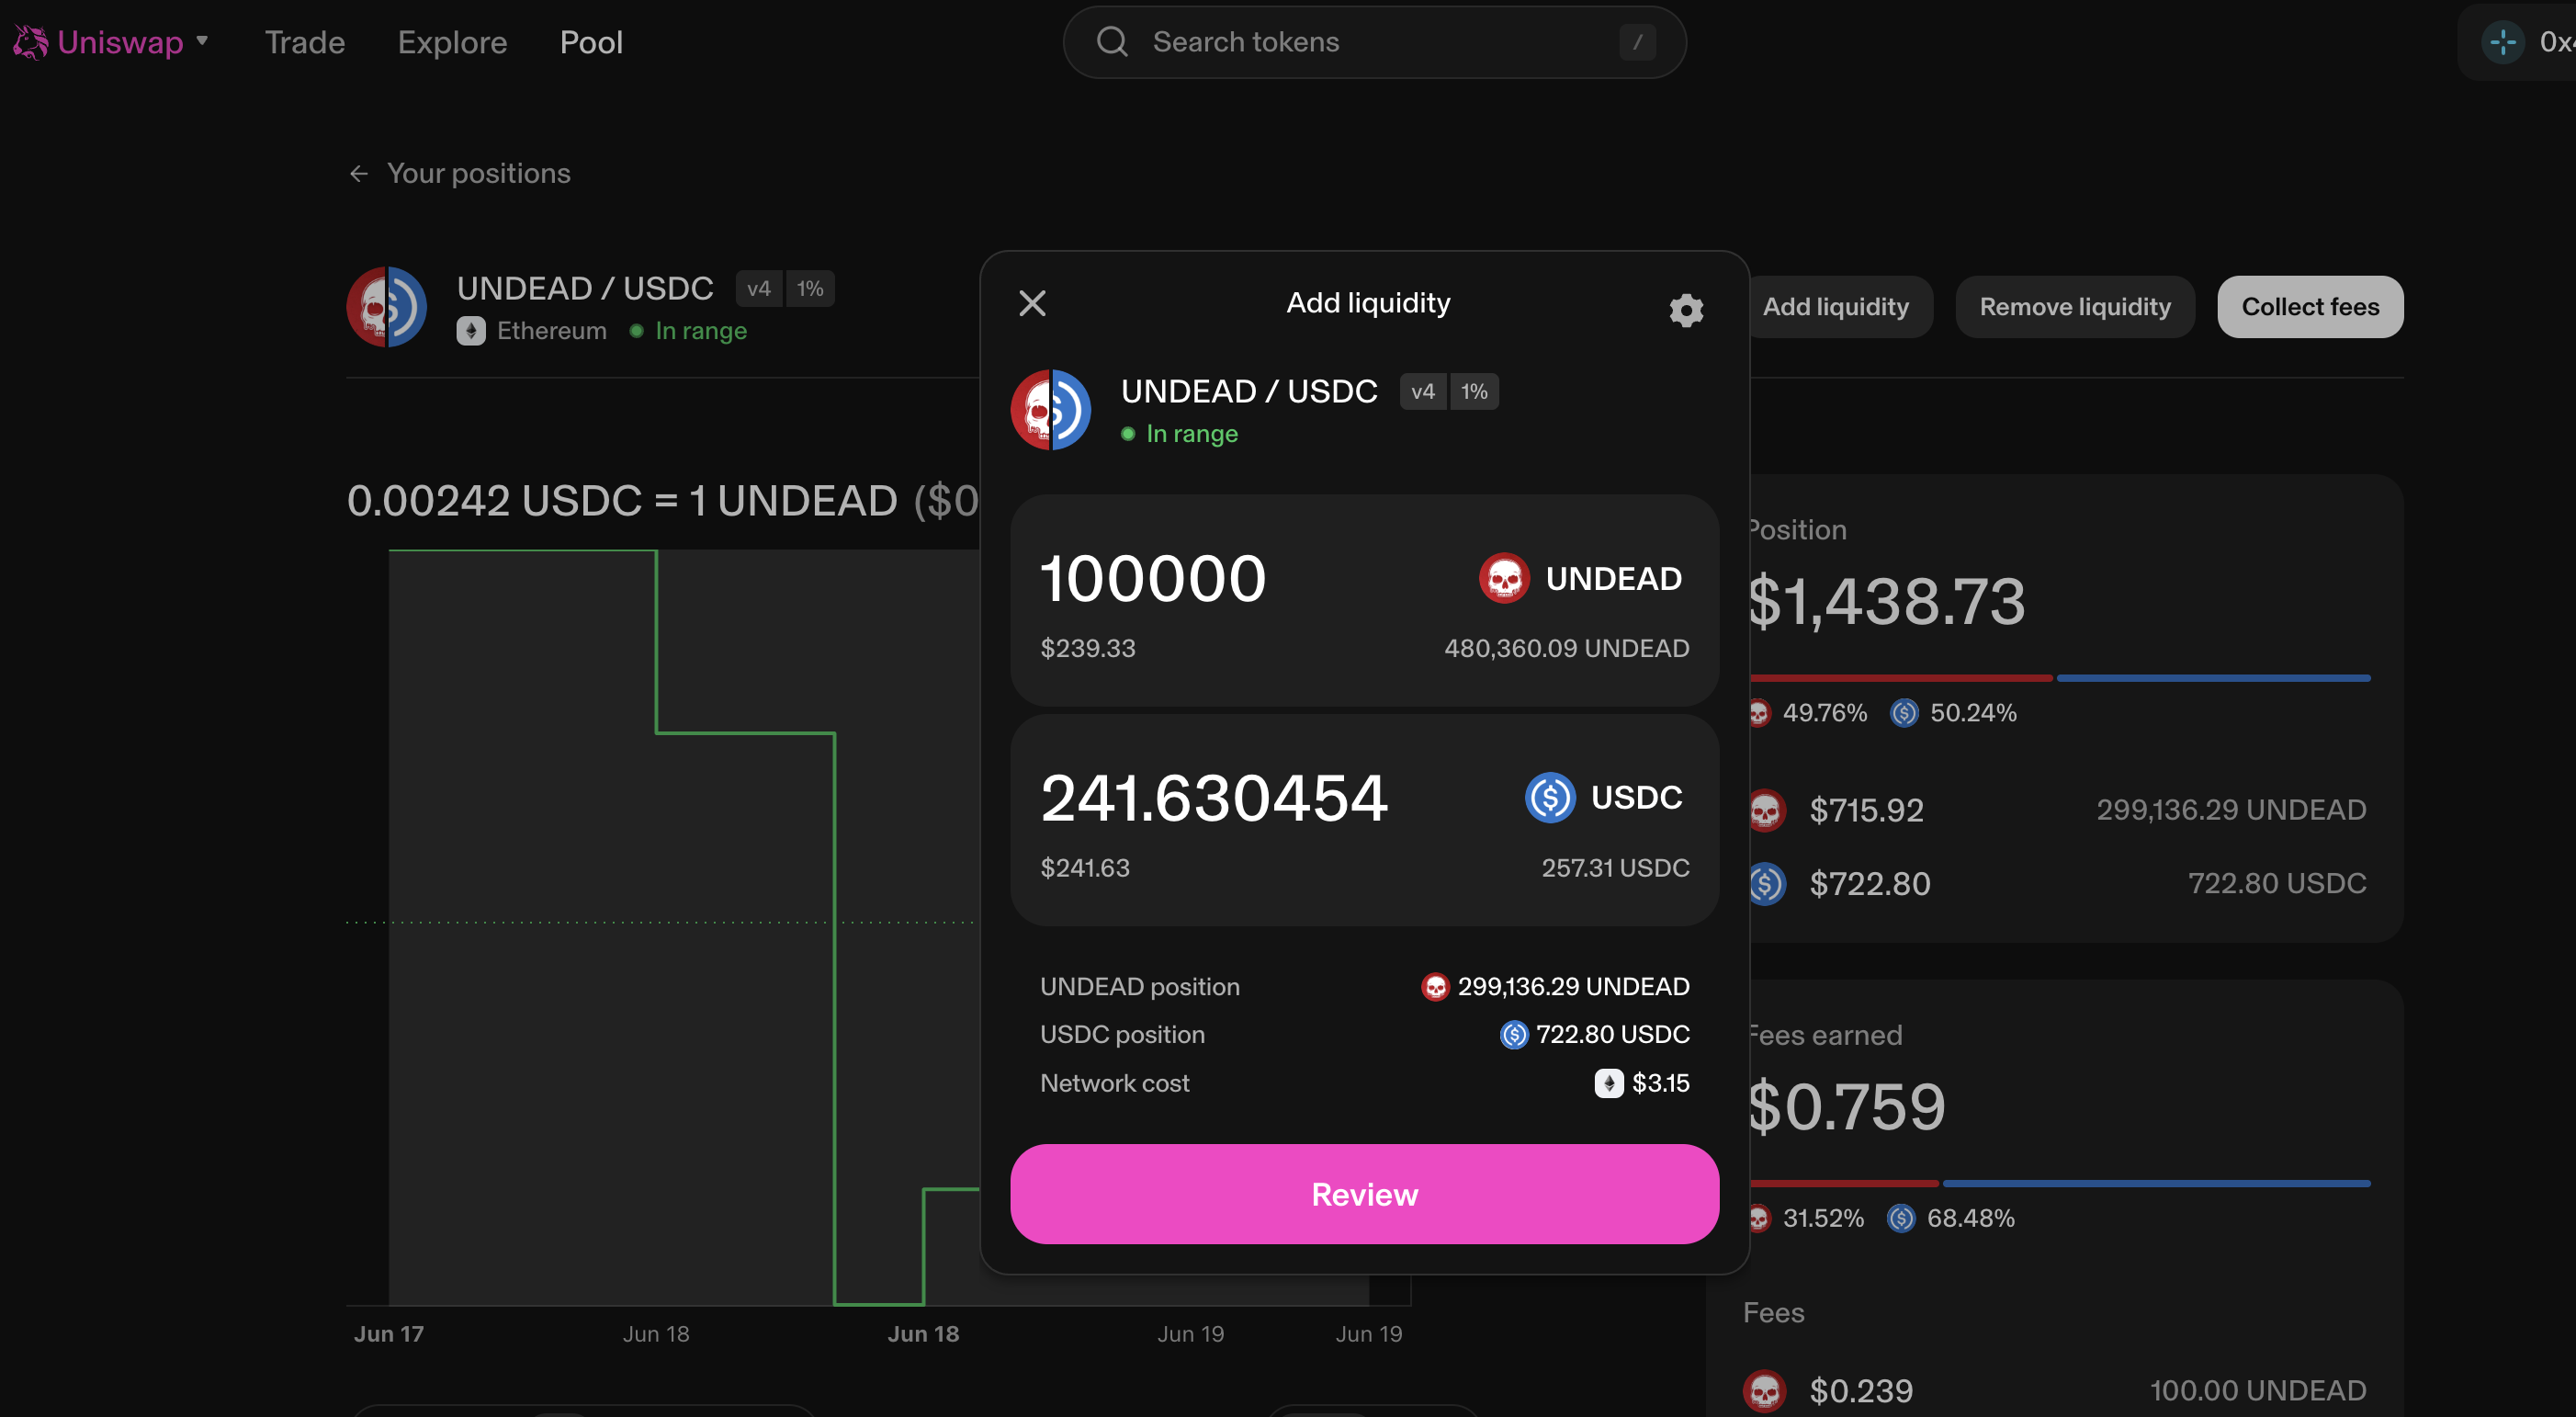 Uniswap
Trade
Explore
Pool
Search tokens
/
Your positions
UNDEAD / USDC v4 1%
Ethereum In range
0.00242 USDC = 1 UNDEAD ($0
Jun 17
Jun 18
Jun 18
Jun 19
Jun 19
Add liquidity
UNDEAD / USDC v4 1%
In range
100000 UNDEAD
$239.33 480,360.09 UNDEAD
241.630454 USDC
$241.63 257.31 USDC
UNDEAD position 299,136.29 UNDEAD
USDC position 722.80 USDC
Network cost $3.15
Review
Add liquidity
Remove liquidity
Collect fees
Position
$1,438.73
49.76% 50.24%
$715.92 299,136.29 UNDEAD
$722.80 722.80 USDC
Fees earned
$0.759
31.52% 68.48%
Fees
$0.239 100.00 UNDEAD